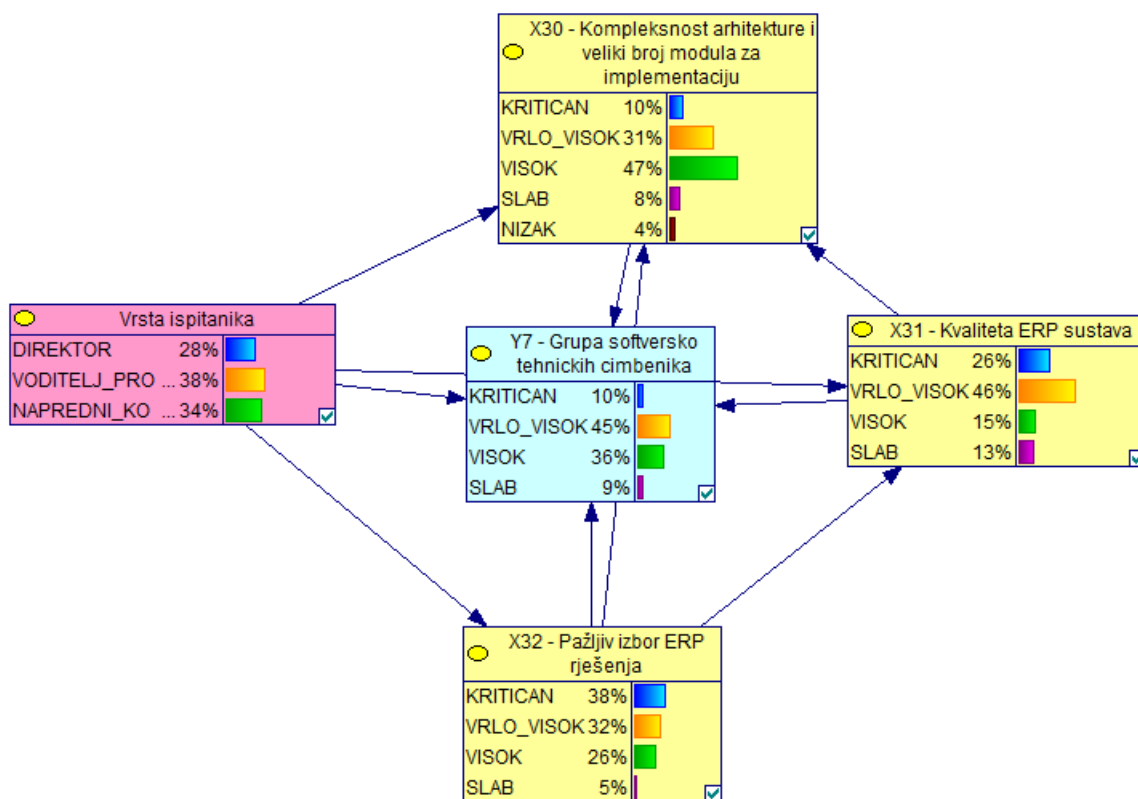 X30 - Kompleksnost arhitekture i
veliki broj modula za
implementaciju
KRITICAN 10%
VRLO_VISOK 31%
VISOK 47%
SLAB 8%
NIZAK 4%
Vrsta ispitanika
DIREKTOR 28%
VODITELJ_PRO ... 38%
NAPREDNI_KO ... 34%
Y7 - Grupa softversko
tehnickih cimbenika
KRITICAN 10%
VRLO_VISOK 45%
VISOK 36%
SLAB 9%
X31 - Kvaliteta ERP sustava
KRITICAN 26%
VRLO_VISOK 46%
VISOK 15%
SLAB 13%
X32 - Pažljiv izbor ERP
rješenja
KRITICAN 38%
VRLO_VISOK 32%
VISOK 26%
SLAB 5%